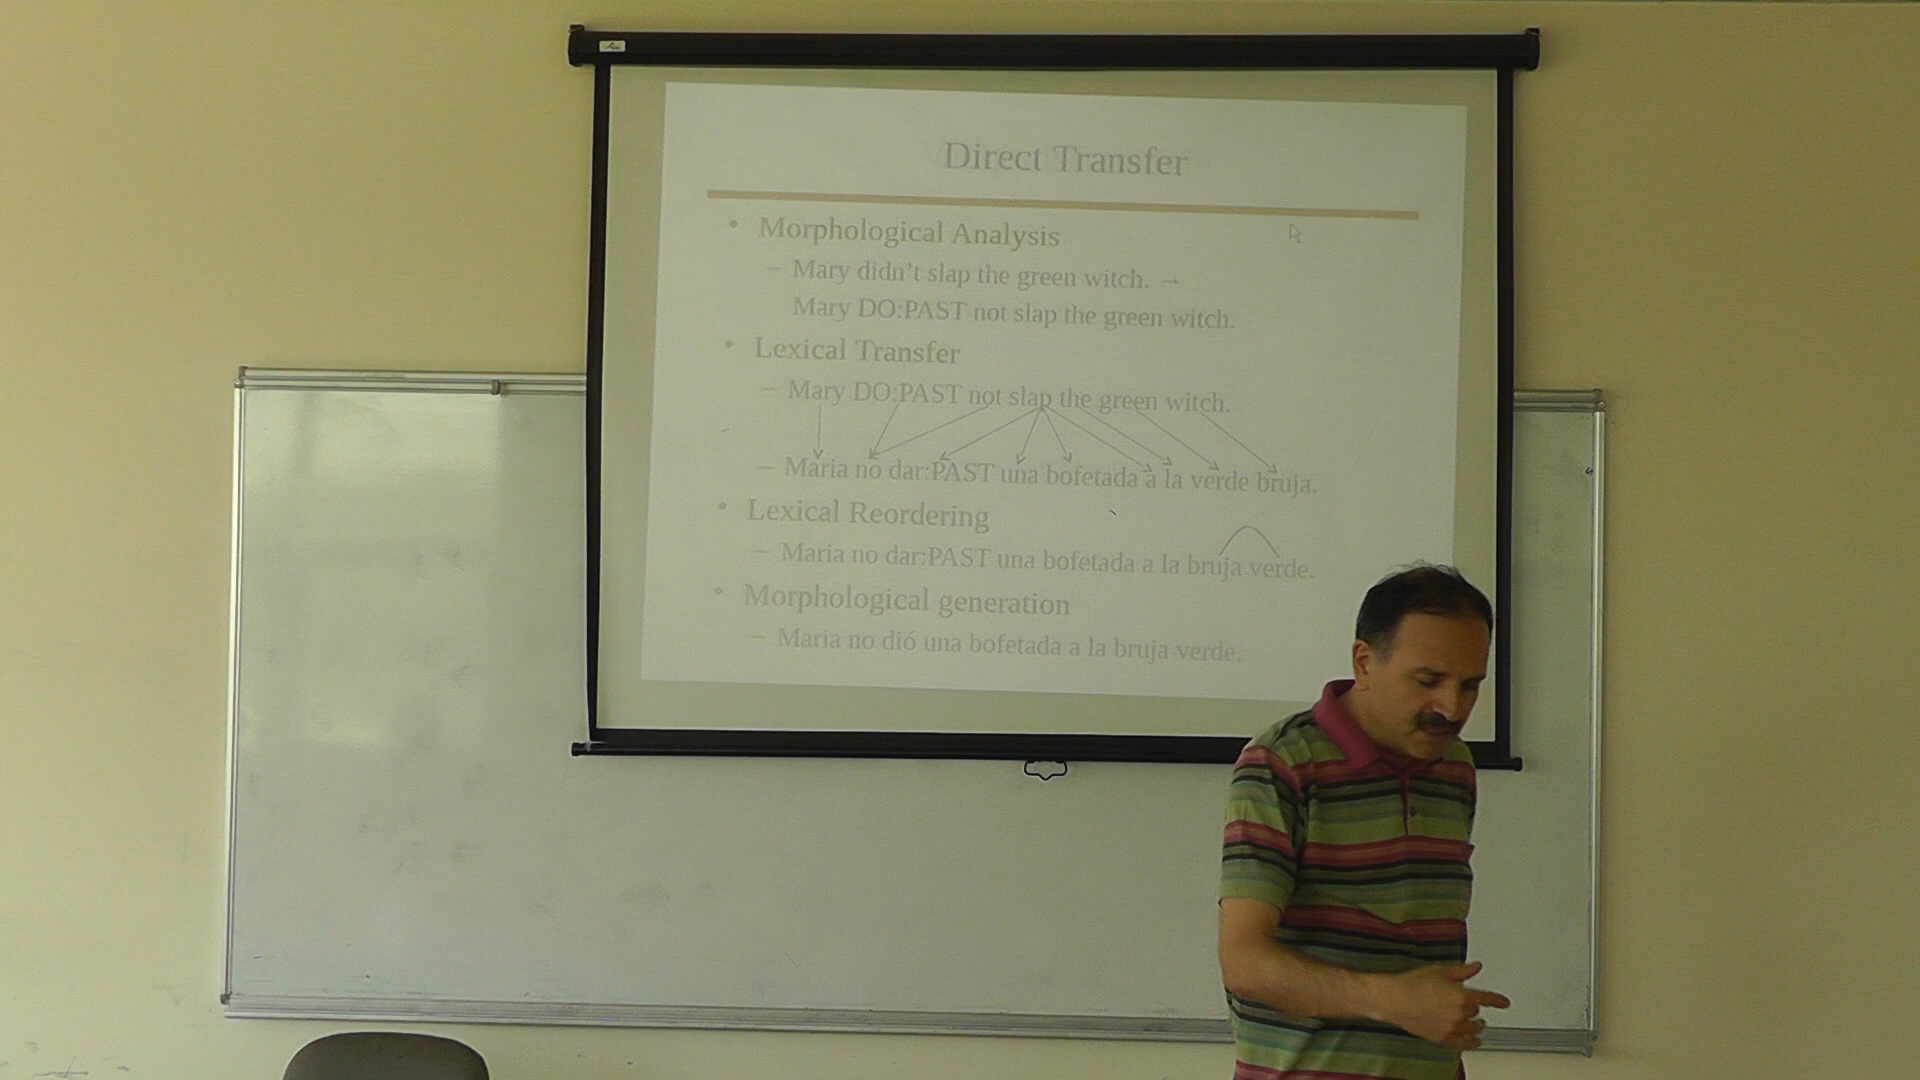 Direct Transfer
• Morphological Analysis
– Mary didn't slap the green witch. →
Mary DO:PAST not slap the green witch.
• Lexical Transfer
– Mary DO:PAST not slap the green witch.
– Maria no dar:PAST una bofetada a la verde bruja.
• Lexical Reordering
– Maria no dar:PAST una bofetada a la bruja verde.
• Morphological generation
– Maria no dió una bofetada a la bruja verde.